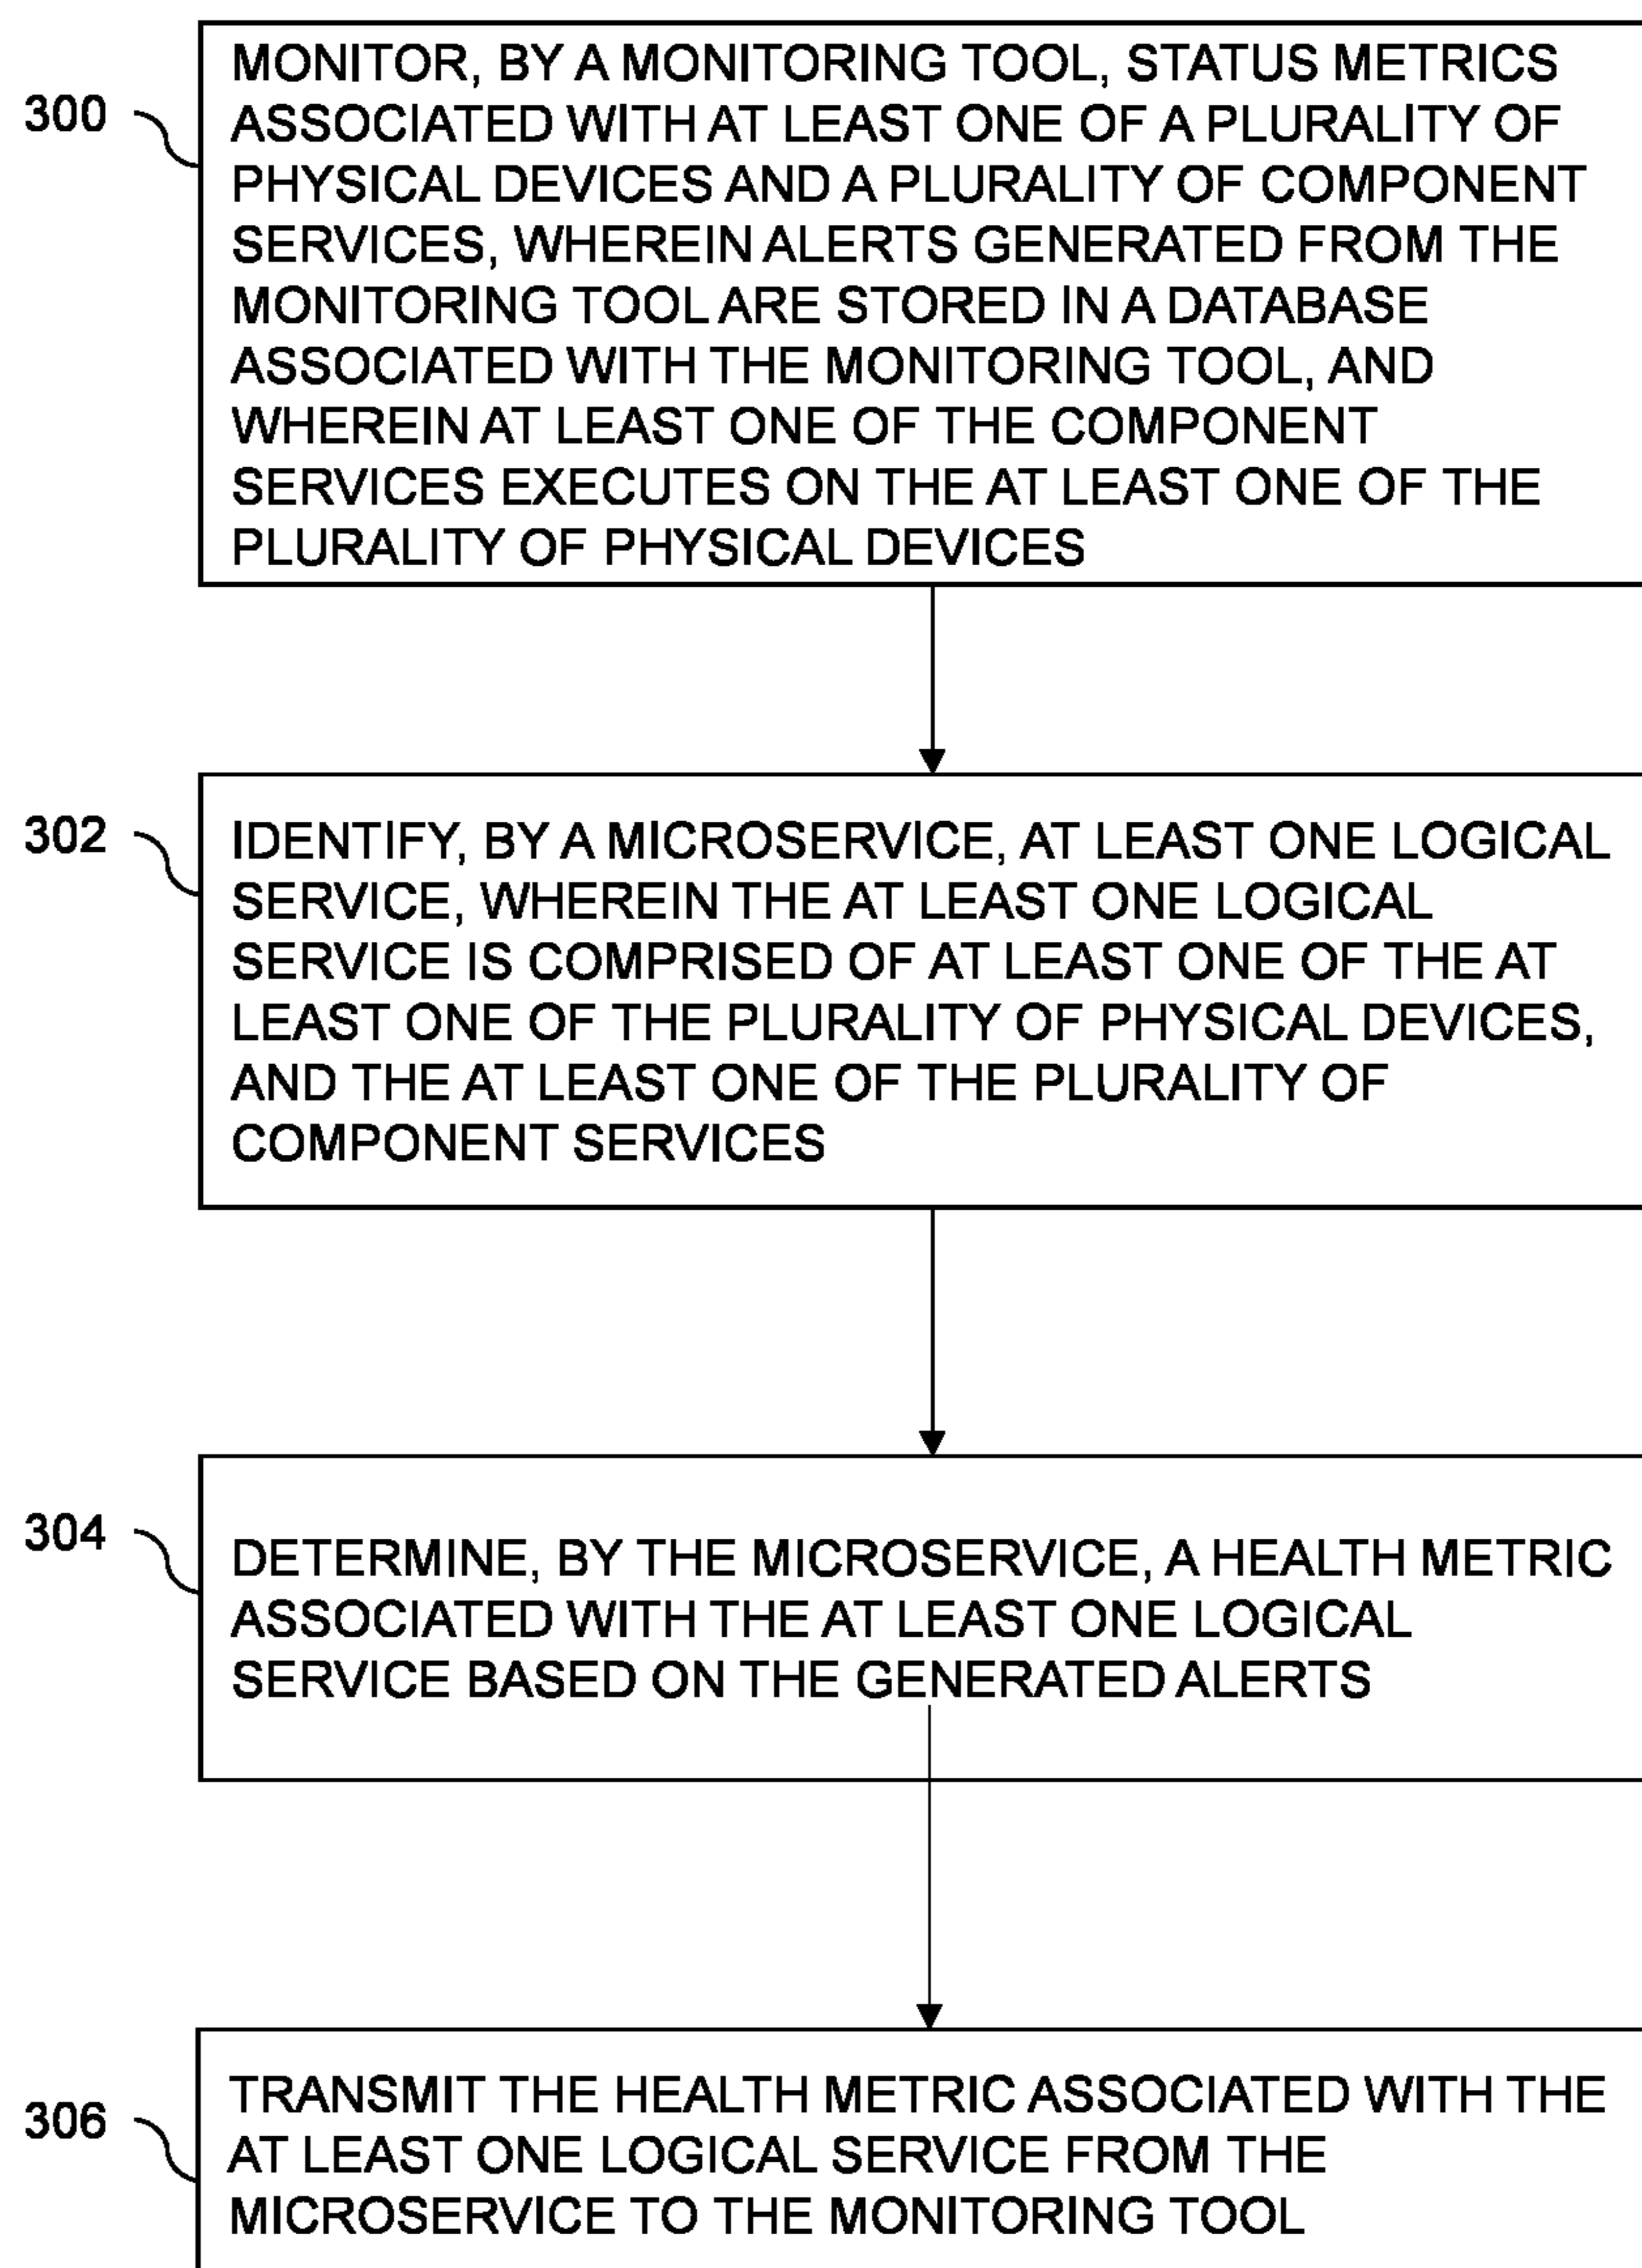 300
MONITOR, BY A MONITORING TOOL, STATUS METRICS
ASSOCIATED WITH AT LEAST ONE OF A PLURALITY OF
PHYSICAL DEVICES AND A PLURALITY OF COMPONENT
SERVICES, WHEREIN ALERTS GENERATED FROM THE
MONITORING TOOL ARE STORED IN A DATABASE
ASSOCIATED WITH THE MONITORING TOOL, AND
WHEREIN AT LEAST ONE OF THE COMPONENT
SERVICES EXECUTES ON THE AT LEAST ONE OF THE
PLURALITY OF PHYSICAL DEVICES
302
IDENTIFY, BY A MICROSERVICE, AT LEAST ONE LOGICAL
SERVICE, WHEREIN THE AT LEAST ONE LOGICAL
SERVICE IS COMPRISED OF AT LEAST ONE OF THE AT
LEAST ONE OF THE PLURALITY OF PHYSICAL DEVICES,
AND THE AT LEAST ONE OF THE PLURALITY OF
COMPONENT SERVICES
304
DETERMINE, BY THE MICROSERVICE, A HEALTH METRIC
ASSOCIATED WITH THE AT LEAST ONE LOGICAL
SERVICE BASED ON THE GENERATED ALERTS
306
TRANSMIT THE HEALTH METRIC ASSOCIATED WITH THE
AT LEAST ONE LOGICAL SERVICE FROM THE
MICROSERVICE TO THE MONITORING TOOL